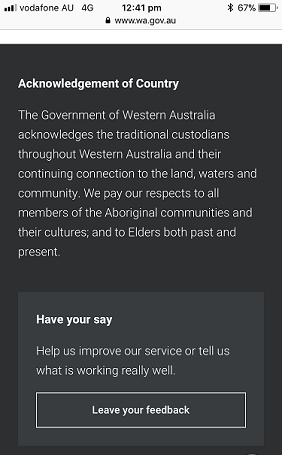 vodafone AU 4G 12:41 pm 67%
www.wa.gov.au
Acknowledgement of Country
The Government of Western Australia
acknowledges the traditional custodians
throughout Western Australia and their
continuing connection to the land, waters and
community. We pay our respects to all
members of the Aboriginal communities and
their cultures; and to Elders both past and
present.
Have your say
Help us improve our service or tell us
what is working really well.
Leave your feedback